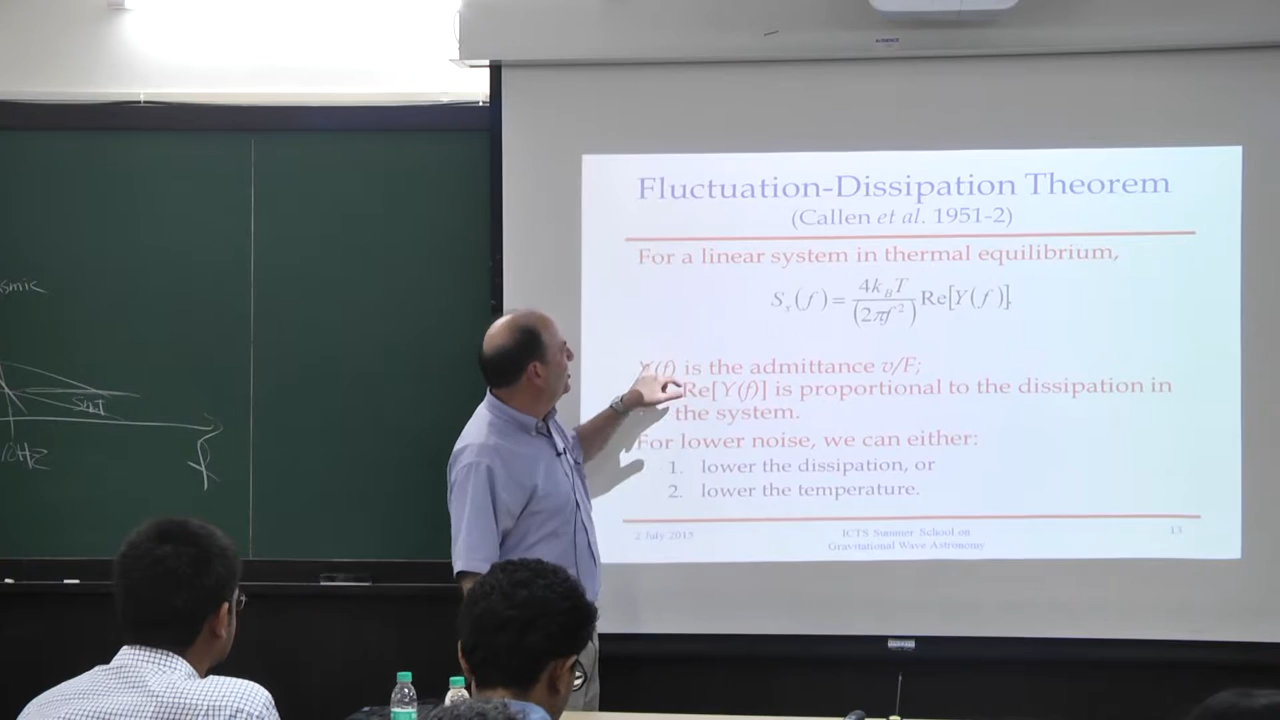 smic
Shot
10Hz
f
AUDIENCE
Fluctuation-Dissipation Theorem
(Callen et al. 1951-2)
For a linear system in thermal equilibrium,
S_x(f) = 4k_BT / (2πf²) Re[Y(f)].
Y(f) is the admittance v/F;
Re[Y(f)] is proportional to the dissipation in
the system.
For lower noise, we can either:
1. lower the dissipation, or
2. lower the temperature.
2 July 2015
ICTS Summer School on
Gravitational Wave Astronomy
13